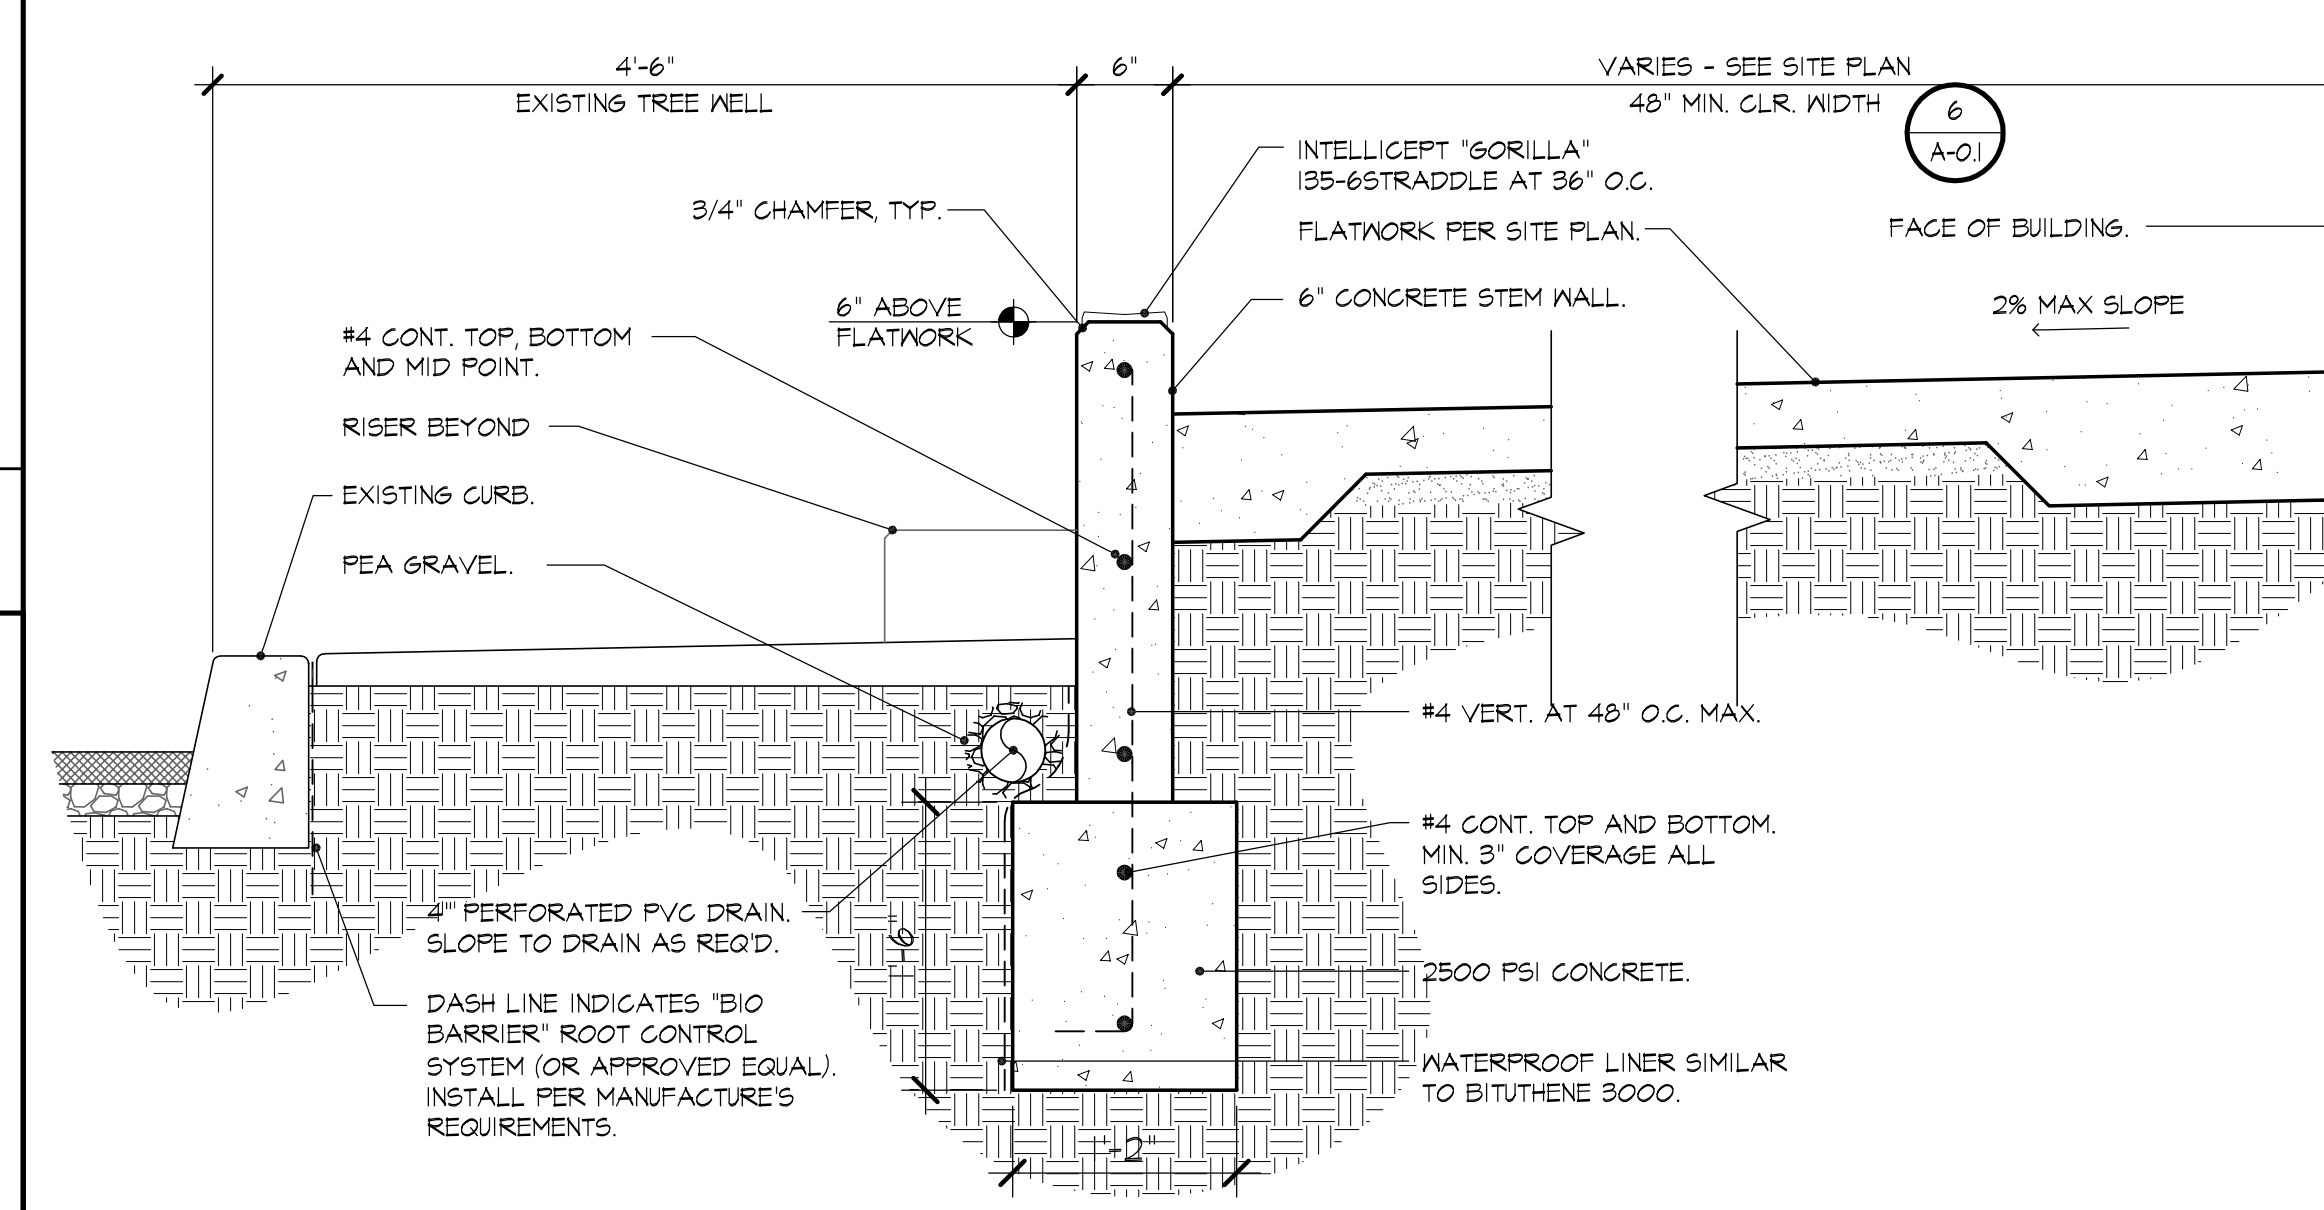 4'-6"
EXISTING TREE WELL
6"
VARIES - SEE SITE PLAN
48" MIN. CLR. WIDTH
6
A-0.1
INTELLICEPT "GORILLA"
135-6STRADDLE AT 36" O.C.
3/4" CHAMFER, TYP.
FLATWORK PER SITE PLAN.
FACE OF BUILDING.
6" ABOVE
FLATWORK
6" CONCRETE STEM WALL.
2% MAX SLOPE
#4 CONT. TOP, BOTTOM
AND MID POINT.
RISER BEYOND
EXISTING CURB.
PEA GRAVEL.
#4 VERT. AT 48" O.C. MAX.
#4 CONT. TOP AND BOTTOM.
MIN. 3" COVERAGE ALL
SIDES.
4" PERFORATED PVC DRAIN.
SLOPE TO DRAIN AS REQ'D.
1'-6"
2500 PSI CONCRETE.
DASH LINE INDICATES "BIO
BARRIER" ROOT CONTROL
SYSTEM (OR APPROVED EQUAL).
INSTALL PER MANUFACTURE'S
REQUIREMENTS.
WATERPROOF LINER SIMILAR
TO BITUTHENE 3000.
1'-2"